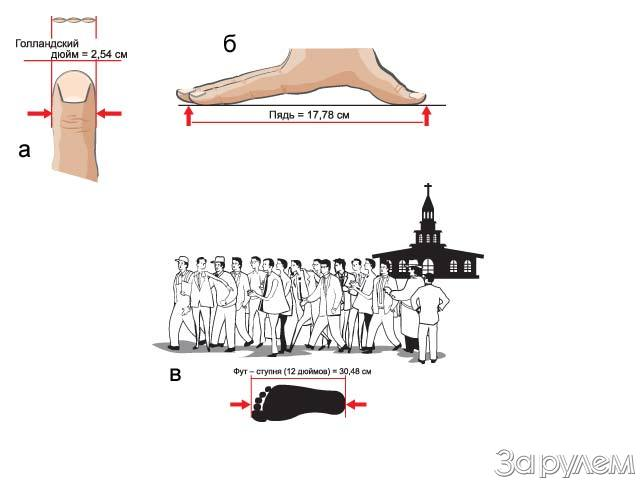 Голландский
дюйм = 2,54 см
а
б
Пядь = 17,78 см
в
Фут – ступня (12 дюймов) = 30,48 см
За рулем